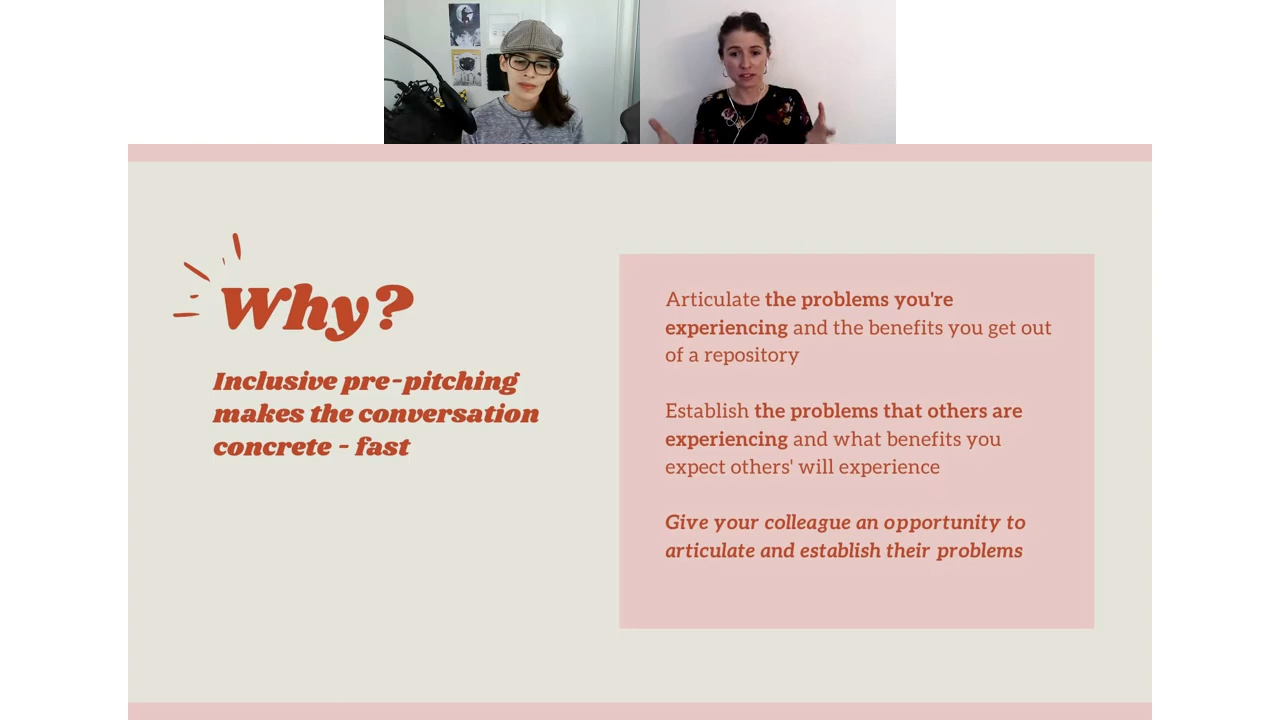 Why?
Inclusive pre-pitching
makes the conversation
concrete - fast
Articulate the problems you're
experiencing and the benefits you get out
of a repository
Establish the problems that others are
experiencing and what benefits you
expect others' will experience
Give your colleague an opportunity to
articulate and establish their problems